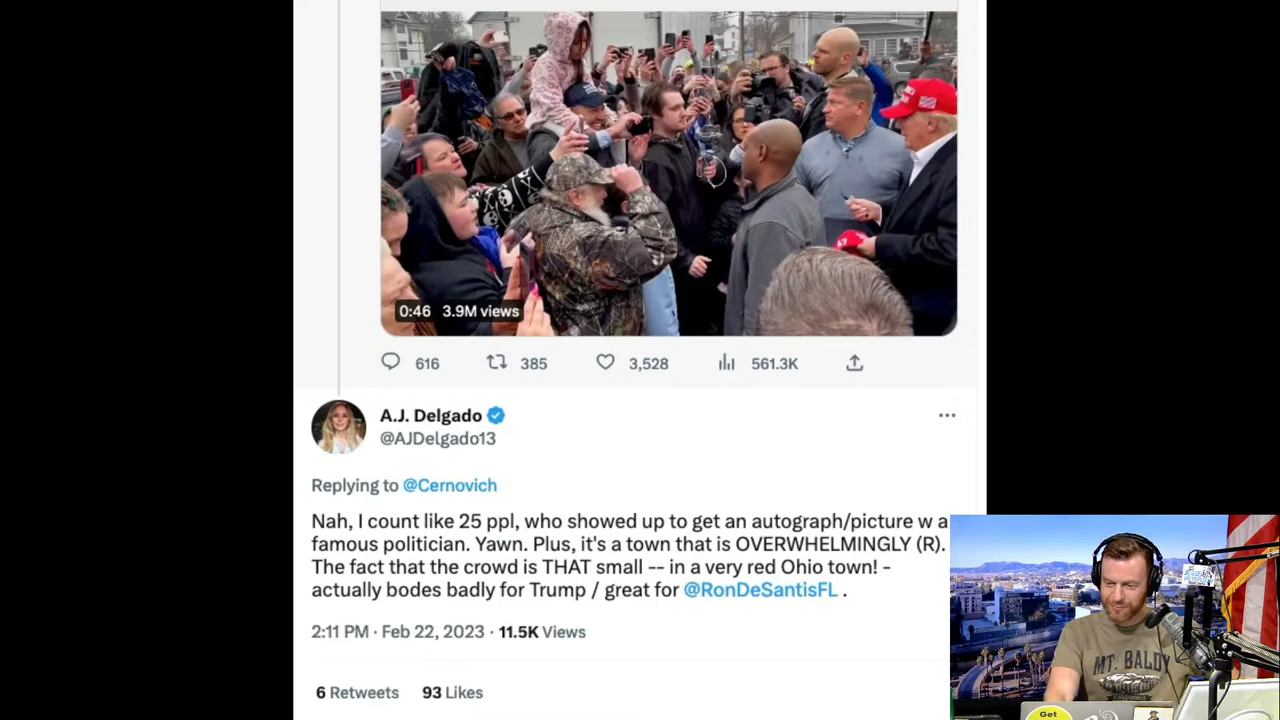 0:46 3.9M views
616 385 3,528 561.3K
A.J. Delgado
@AJDelgado13
Replying to @Cernovich
Nah, I count like 25 ppl, who showed up to get an autograph/picture w a
famous politician. Yawn. Plus, it's a town that is OVERWHELMINGLY (R).
The fact that the crowd is THAT small -- in a very red Ohio town! -
actually bodes badly for Trump / great for @RonDeSantisFL .
2:11 PM · Feb 22, 2023 · 11.5K Views
6 Retweets 93 Likes
MT. BALDY
CALIFORNIA
Get